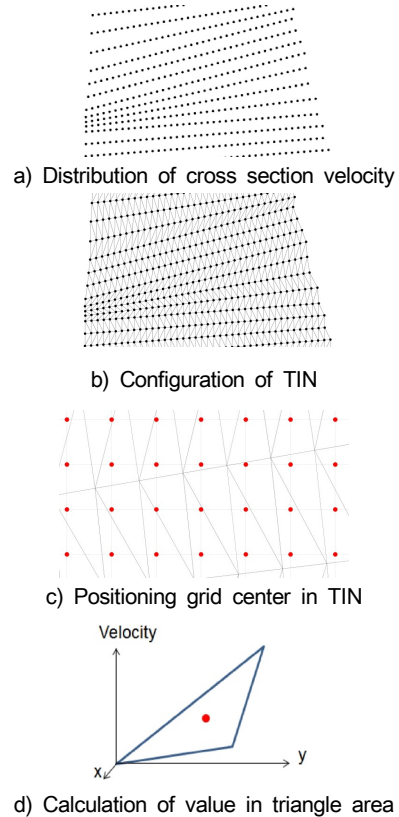 a) Distribution of cross section velocity
b) Configuration of TIN
c) Positioning grid center in TIN
Velocity
y
x
d) Calculation of value in triangle area